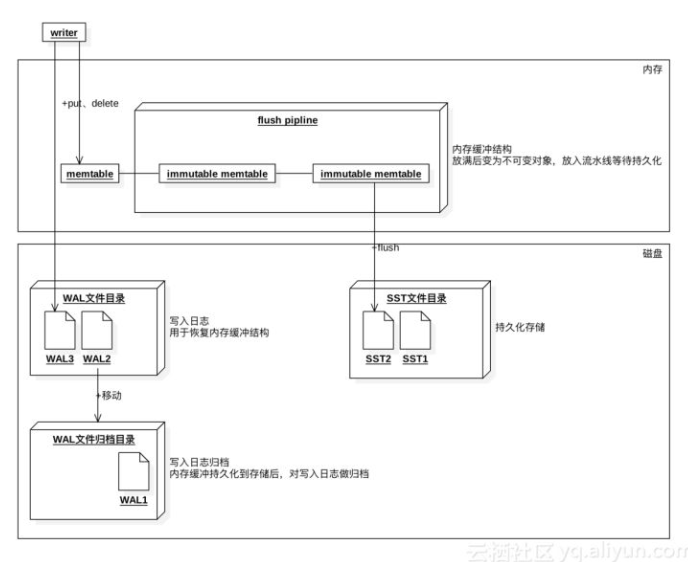 writer
内存
+put、delete
flush pipline
内存缓冲结构
放满后变为不可变对象，放入流水线等待持久化
memtable
immutable memtable
immutable memtable
+flush
磁盘
WAL文件目录
SST文件目录
写入日志
用于恢复内存缓冲结构
持久化存储
WAL3
WAL2
SST2
SST1
+移动
WAL文件归档目录
写入日志归档
内存缓冲持久化到存储后，对写入日志做归档
WAL1
云栖社区 yq.aliyun.com